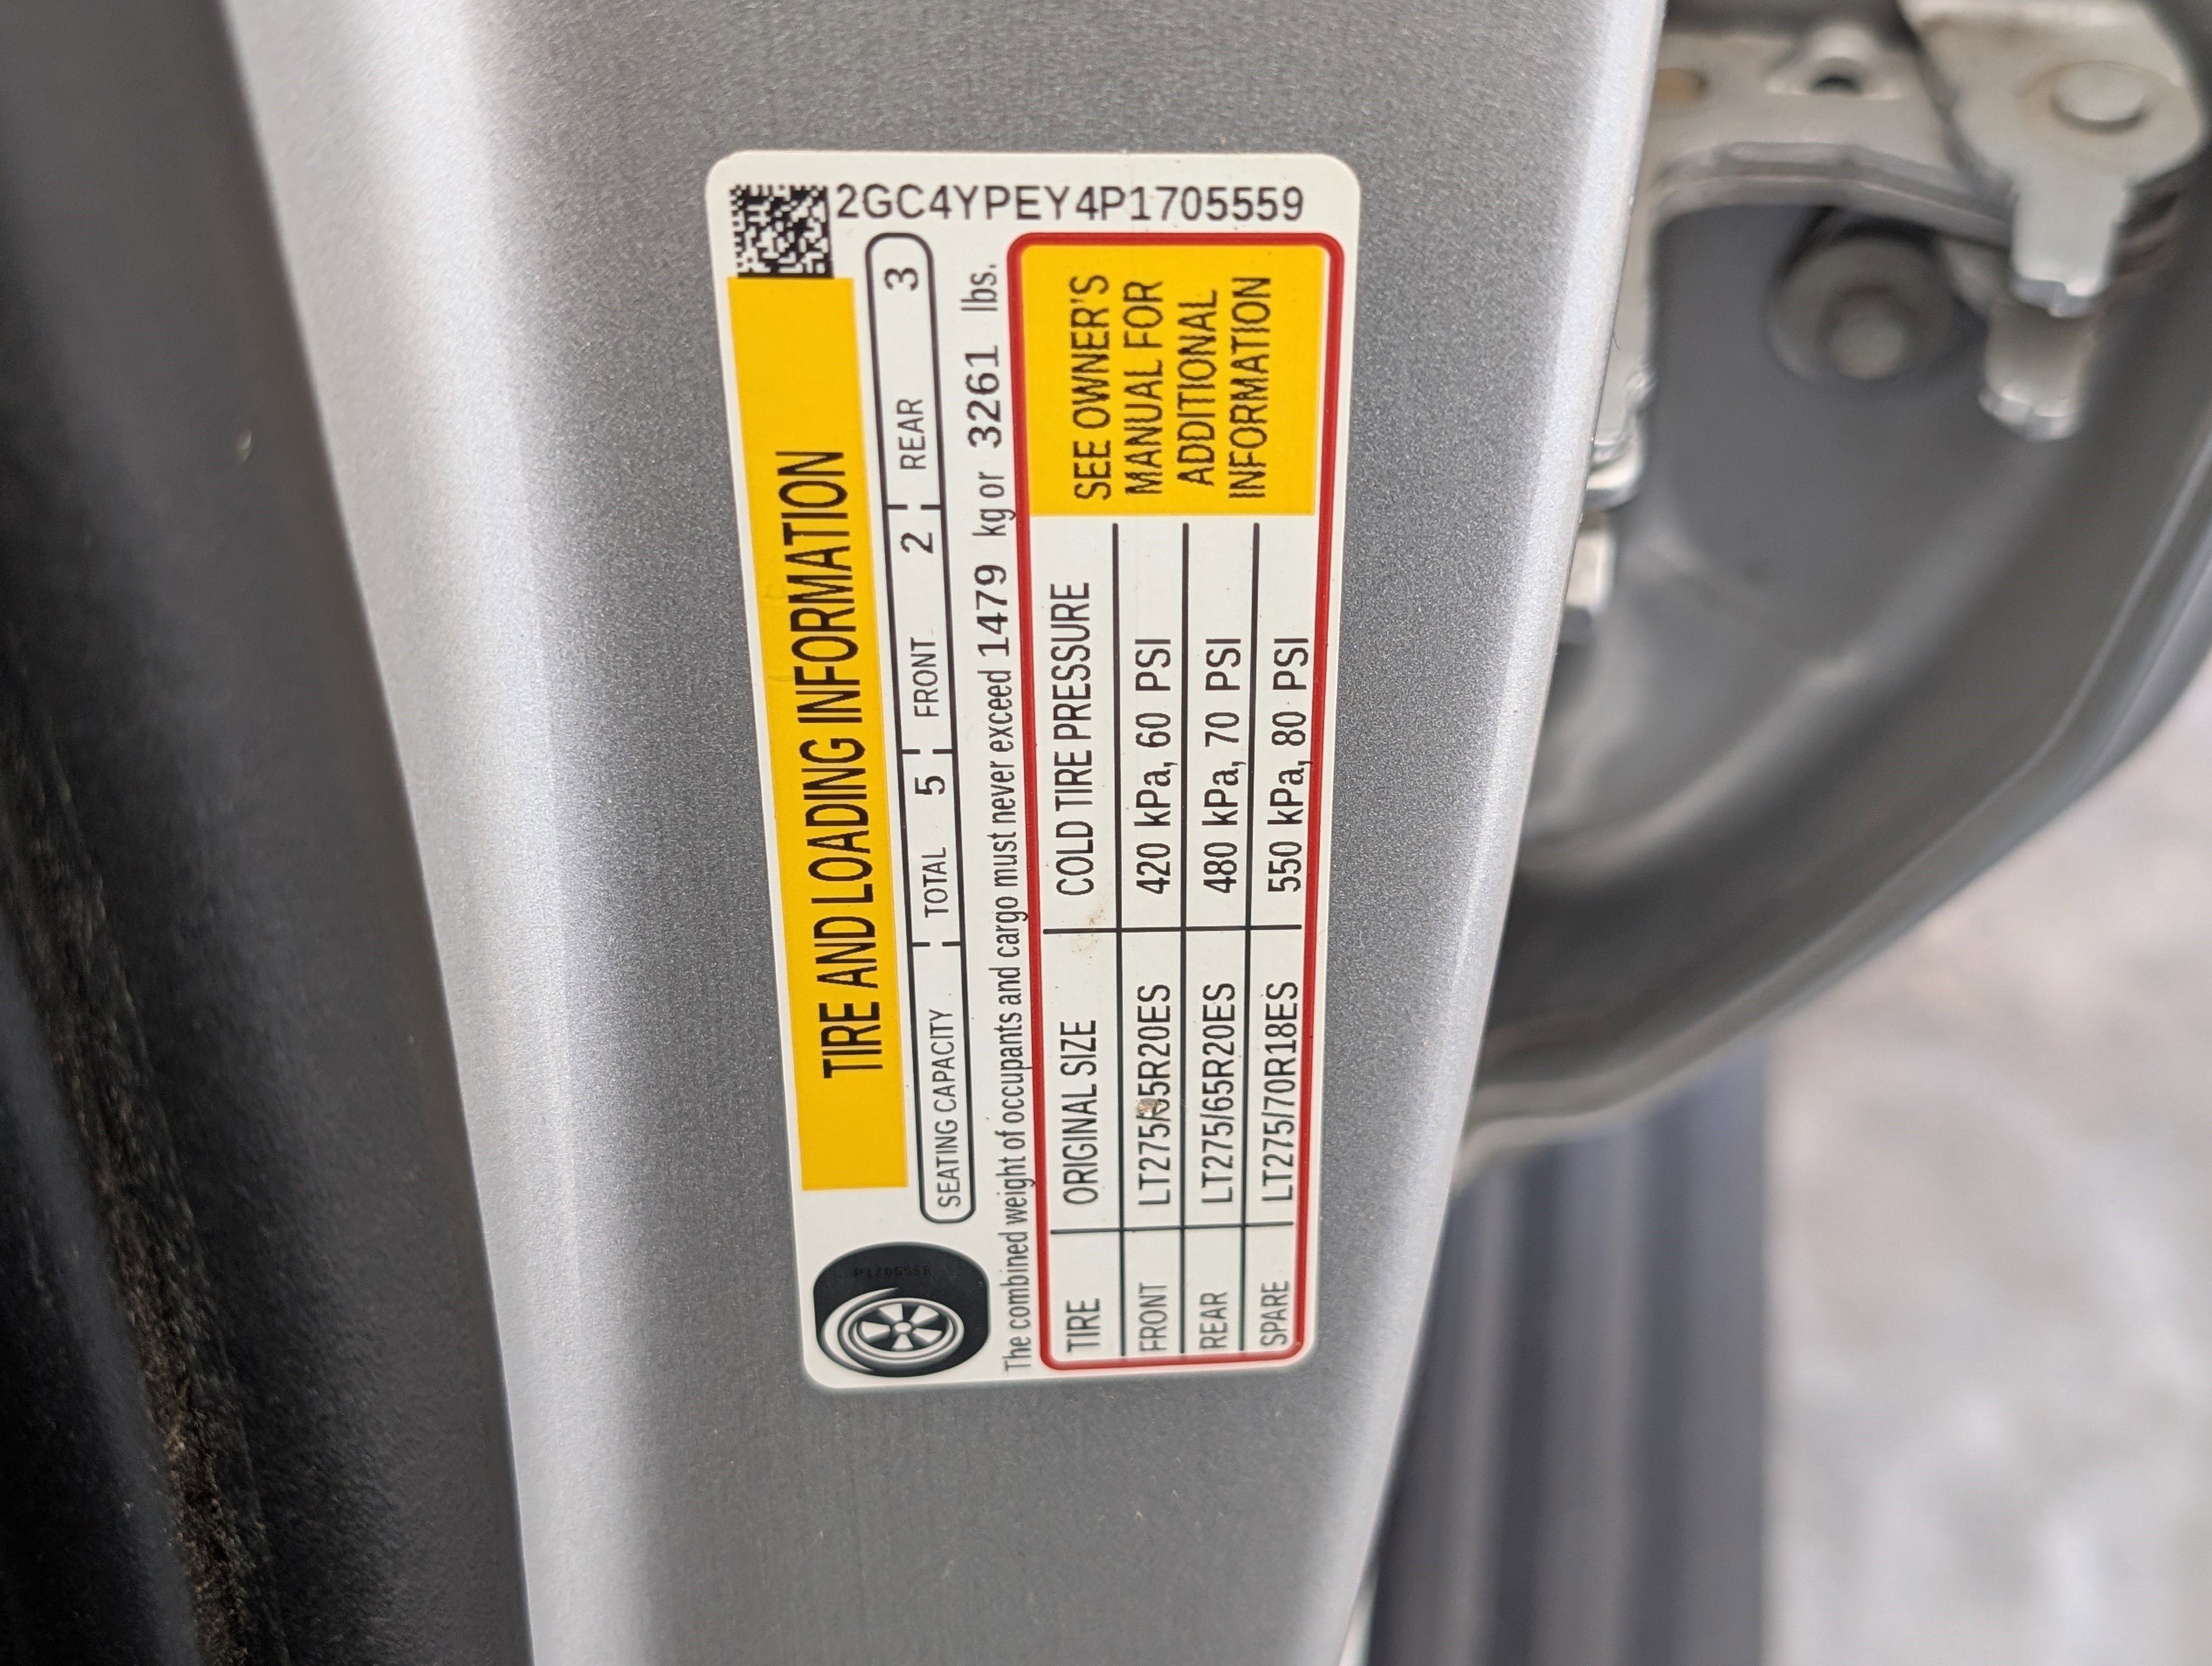 2GC4YPEY4P1705559
TIRE AND LOADING INFORMATION
SEATING CAPACITY TOTAL 5 FRONT 2 REAR 3
The combined weight of occupants and cargo must never exceed 1479 kg or 3261 lbs.
TIRE ORIGINAL SIZE COLD TIRE PRESSURE
FRONT LT275/65R20ES 420 kPa, 60 PSI
REAR LT275/65R20ES 480 kPa, 70 PSI
SPARE LT275/70R18ES 550 kPa, 80 PSI
SEE OWNER'S
MANUAL FOR
ADDITIONAL
INFORMATION